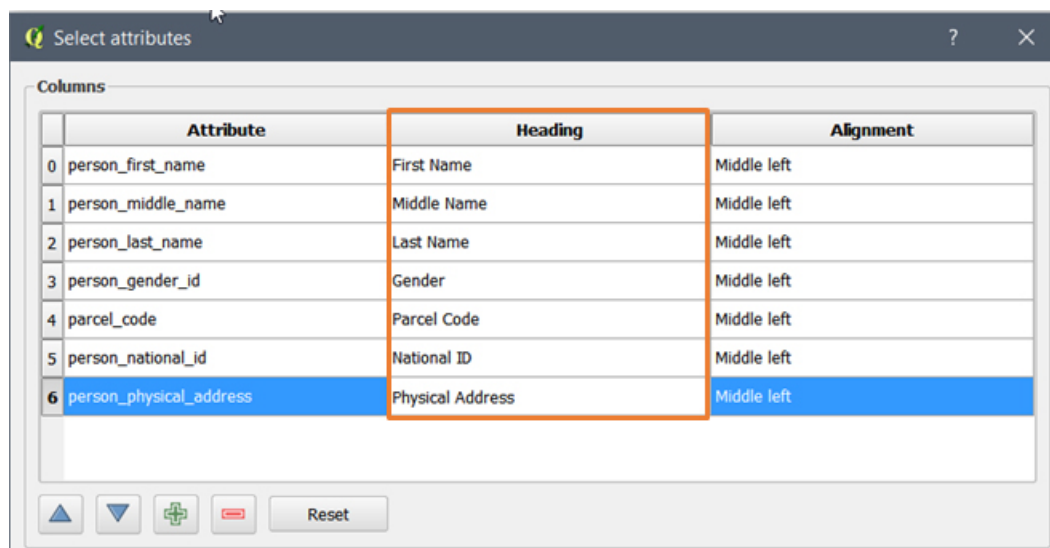 Select attributes ?
Columns
Attribute Heading Alignment
0 person_first_name First Name Middle left
1 person_middle_name Middle Name Middle left
2 person_last_name Last Name Middle left
3 person_gender_id Gender Middle left
4 parcel_code Parcel Code Middle left
5 person_national_id National ID Middle left
6 person_physical_address Physical Address Middle left
Reset